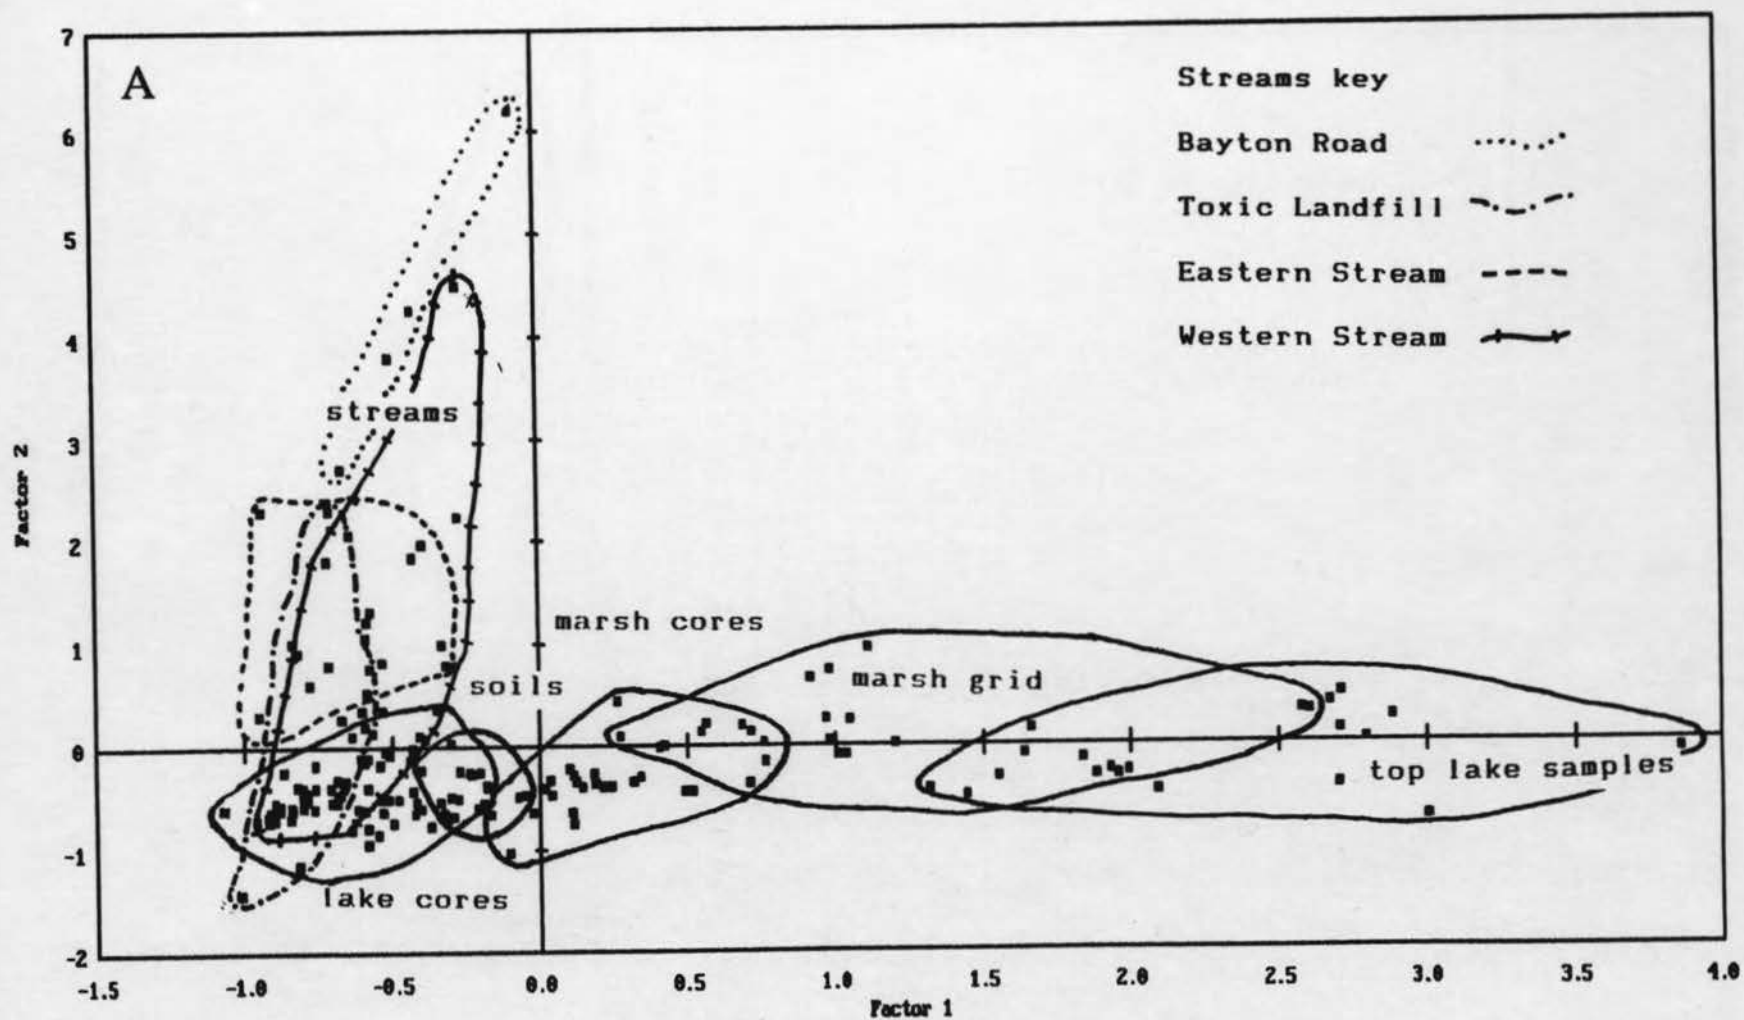 A
7
6
5
4
3
2
1
0
-1
-2
Factor 2
Streams key
Bayton Road
Toxic Landfill
Eastern Stream
Western Stream
streams
marsh cores
soils
marsh grid
top lake samples
lake cores
-1.5 -1.0 -0.5 0.0 0.5 1.0 1.5 2.0 2.5 3.0 3.5 4.0
Factor 1